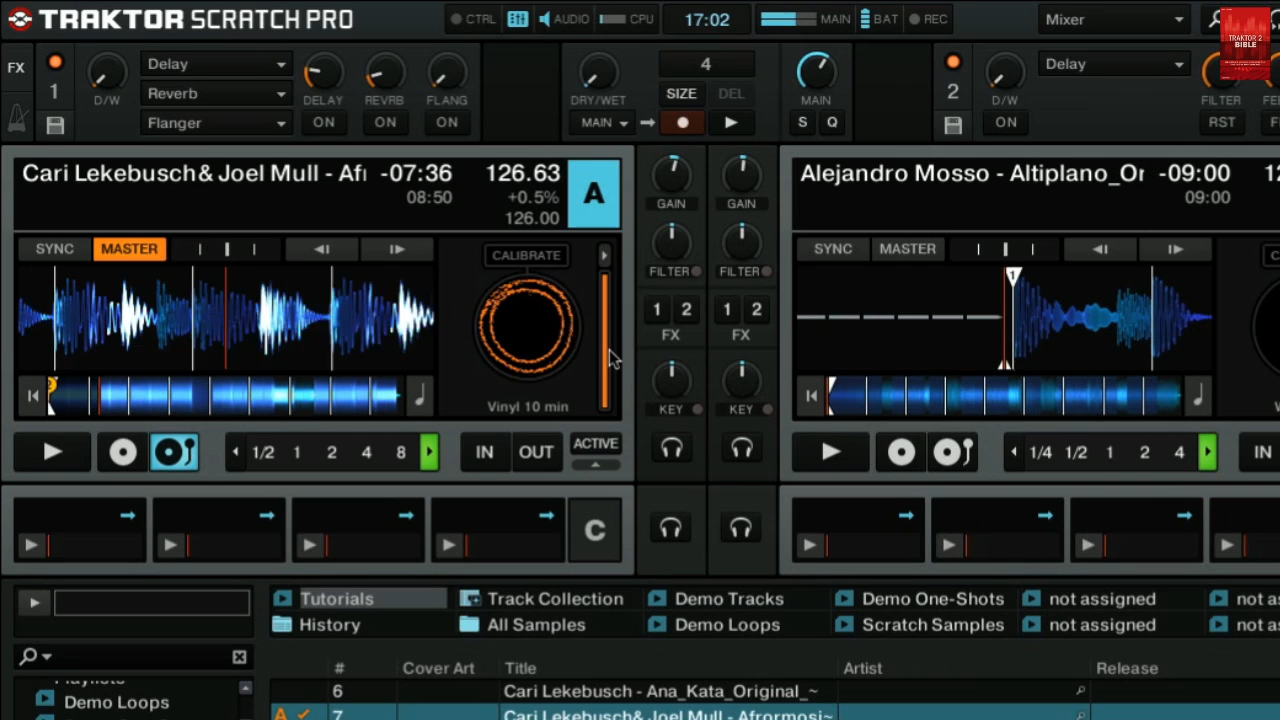 TRAKTOR SCRATCH PRO
CTRL
AUDIO
CPU
17:02
MAIN
BAT
REC
Mixer
TRAKTOR 2
BIBLE
FX
1
D/W
Delay
Reverb
Flanger
DELAY
REVRB
FLANG
ON
ON
ON
DRY/WET
4
SIZE
DEL
MAIN
MAIN
S
Q
2
D/W
ON
Delay
FILTER
RST
Cari Lekebusch& Joel Mull - Afr
-07:36
126.63
A
08:50
+0.5%
126.00
SYNC
MASTER
CALIBRATE
Vinyl 10 min
1/2
1
2
4
8
IN
OUT
ACTIVE
GAIN
GAIN
FILTER
FILTER
1
2
1
2
FX
FX
KEY
KEY
Alejandro Mosso - Altiplano_Or
-09:00
09:00
SYNC
MASTER
1
1/4
1/2
1
2
4
IN
C
Tutorials
Track Collection
Demo Tracks
Demo One-Shots
not assigned
History
All Samples
Demo Loops
Scratch Samples
not assigned
Demo Loops
#
Cover Art
Title
Artist
Release
6
Cari Lekebusch - Ana_Kata_Original_~
A
7
Cari Lekebusch& Joel Mull - Afrormosi~